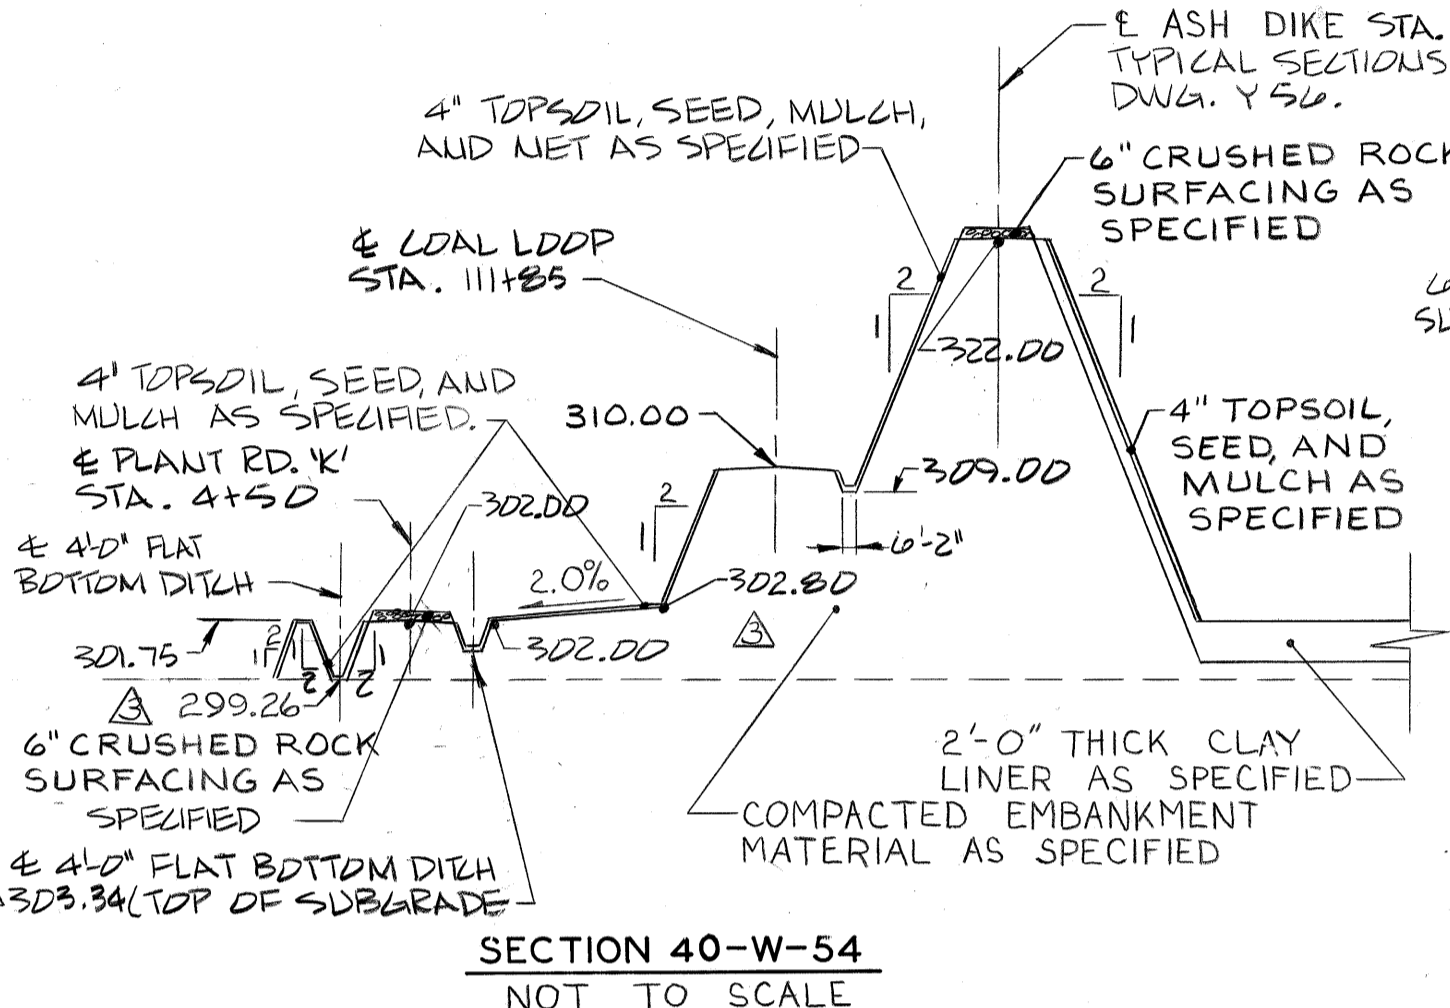 ℄ ASH DIKE STA.
TYPICAL SECTIONS
DWG. Y56.
4" TOPSOIL, SEED, MULCH,
AND NET AS SPECIFIED
6" CRUSHED ROCK
SURFACING AS
SPECIFIED
℄ COAL LOOP
STA. 111+85
2
1
2
1
322.00
4' TOPSOIL, SEED, AND
MULCH AS SPECIFIED.
310.00
4" TOPSOIL,
SEED, AND
MULCH AS
SPECIFIED
℄ PLANT RD. 'K'
STA. 4+50
302.00
309.00
2
1
6'-2"
℄ 4'-0" FLAT
BOTTOM DITCH
2.0%
302.80
3
301.75
2
1
1
2
1
2
302.00
3 299.26
6" CRUSHED ROCK
SURFACING AS
SPECIFIED
2'-0" THICK CLAY
LINER AS SPECIFIED
COMPACTED EMBANKMENT
MATERIAL AS SPECIFIED
℄ 4'-0" FLAT BOTTOM DITCH
303.34(TOP OF SUBGRADE
SECTION 40-W-54
NOT TO SCALE